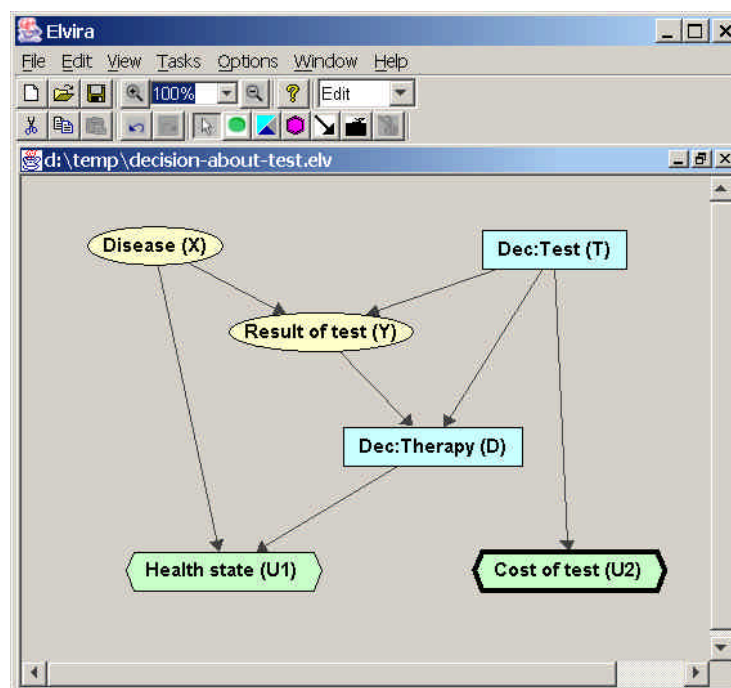 Elvira
File Edit View Tasks Options Window Help
100% Edit
d:\temp\decision-about-test.elv
Disease (X)
Dec:Test (T)
Result of test (Y)
Dec:Therapy (D)
Health state (U1)
Cost of test (U2)